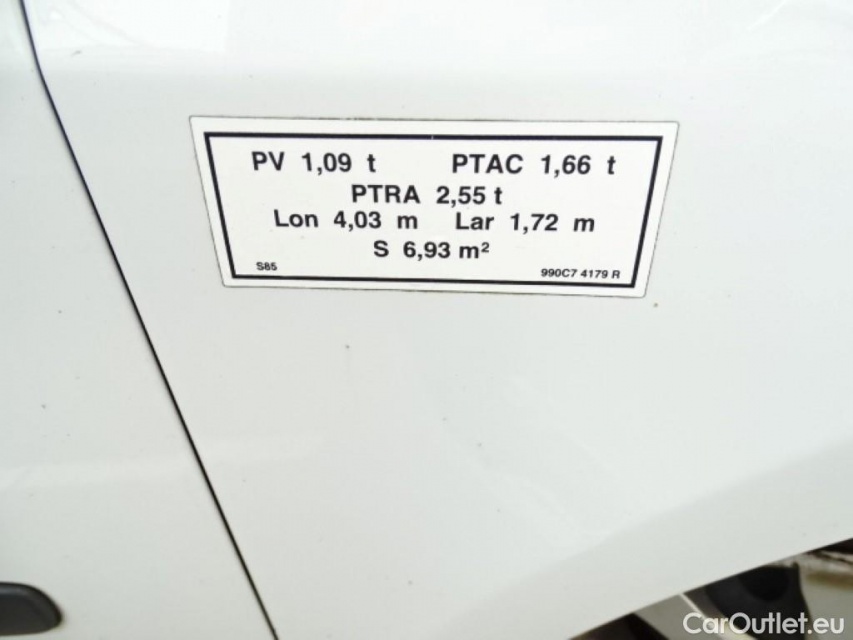 PV 1,09 t PTAC 1,66 t
PTRA 2,55 t
Lon 4,03 m Lar 1,72 m
S 6,93 m²
S85 990C7 4179 R
CarOutlet.eu